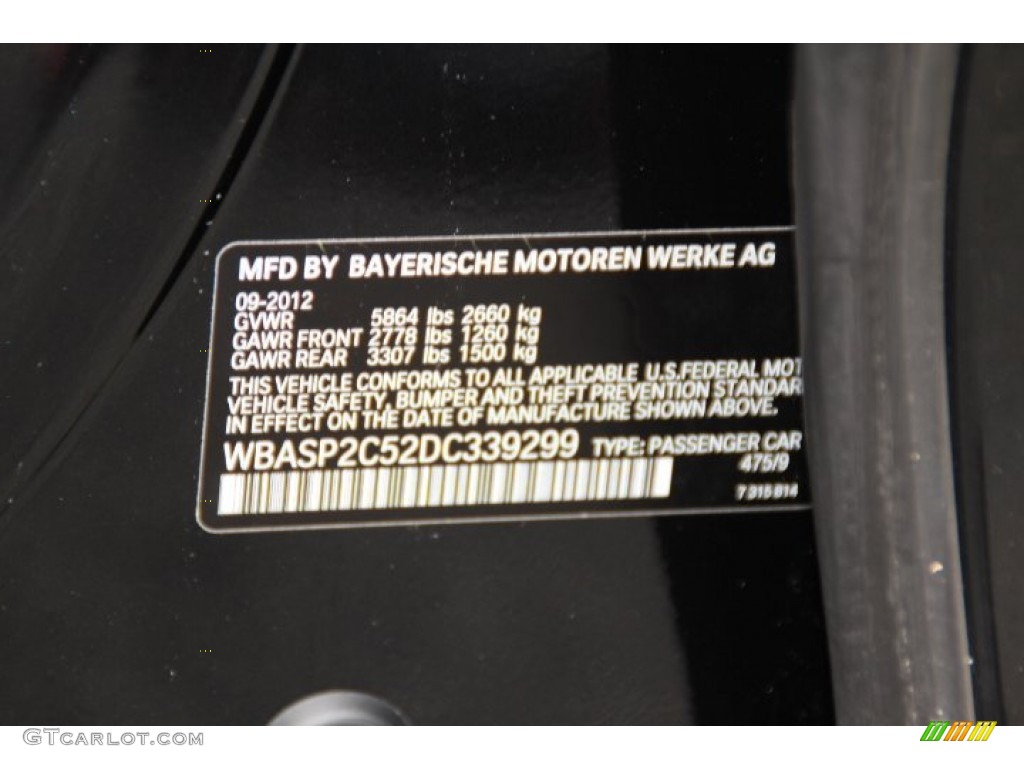 MFD BY BAYERISCHE MOTOREN WERKE AG
09-2012
GVWR 5864 lbs 2660 kg
GAWR FRONT 2778 lbs 1260 kg
GAWR REAR 3307 lbs 1500 kg
THIS VEHICLE CONFORMS TO ALL APPLICABLE U.S.FEDERAL MOT
VEHICLE SAFETY, BUMPER AND THEFT PREVENTION STANDAR
IN EFFECT ON THE DATE OF MANUFACTURE SHOWN ABOVE.
WBASP2C52DC339299 TYPE: PASSENGER CAR
475/9
7 315 814
GTCARLOT.COM